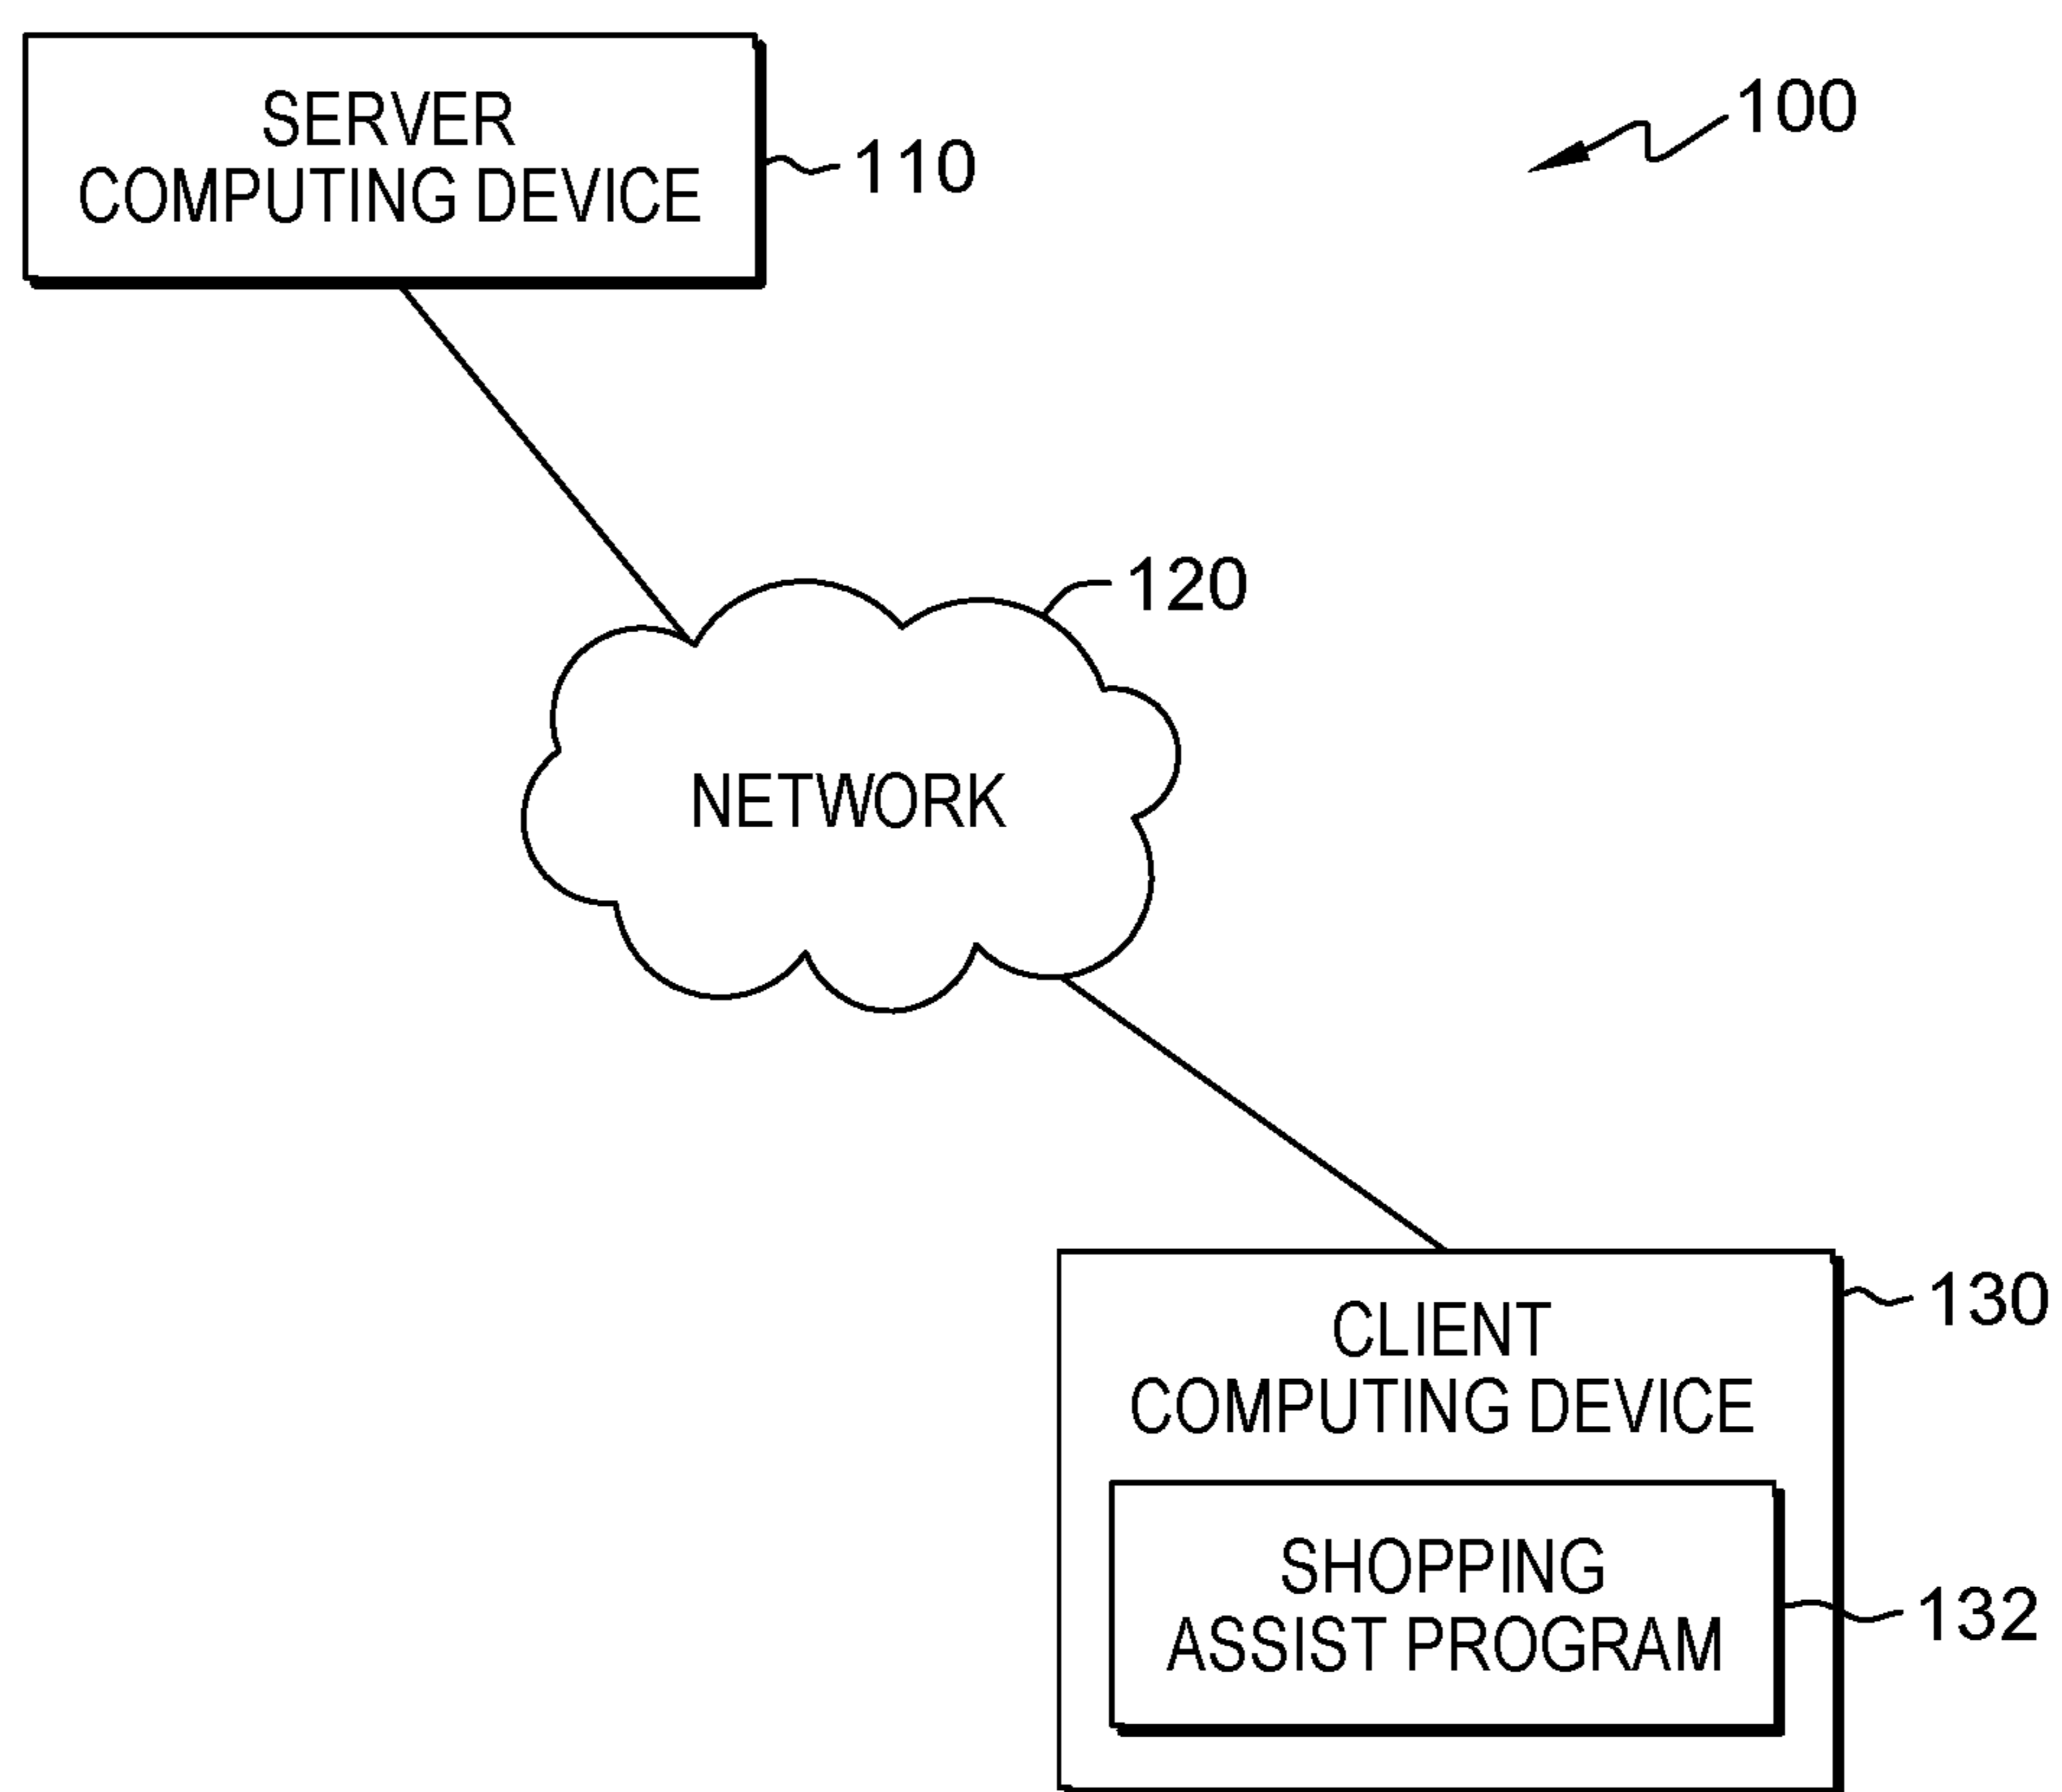 SERVER
COMPUTING DEVICE
110
100
120
NETWORK
130
CLIENT
COMPUTING DEVICE
SHOPPING
ASSIST PROGRAM
132